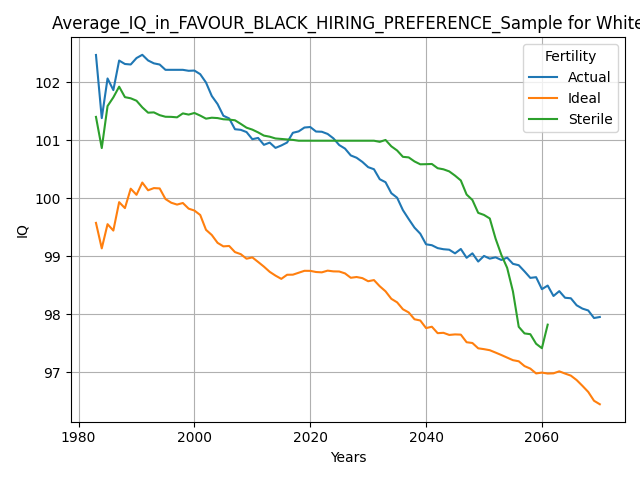 Average_IQ_in_FAVOUR_BLACK_HIRING_PREFERENCE_Sample for White
Fertility
Actual
Ideal
Sterile
IQ
102
101
100
99
98
97
1980
2000
2020
2040
2060
Years